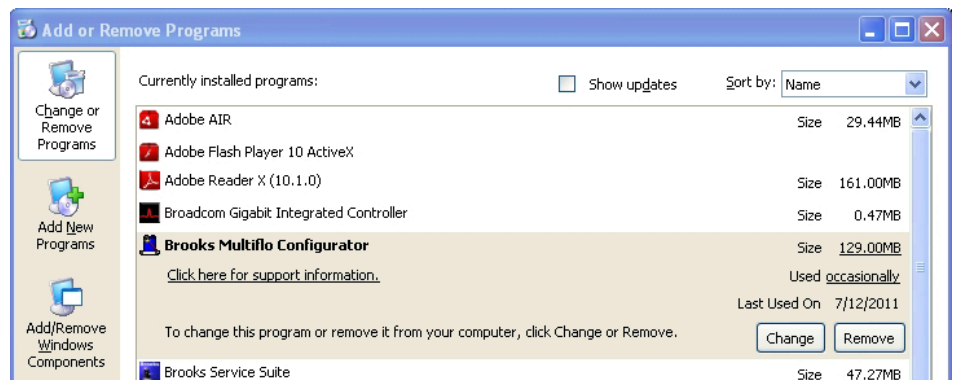 Add or Remove Programs
Currently installed programs:
Show updates
Sort by: Name
Change or
Remove
Programs
Adobe AIR Size 29.44MB
Adobe Flash Player 10 ActiveX
Adobe Reader X (10.1.0) Size 161.00MB
Add New
Programs
Broadcom Gigabit Integrated Controller Size 0.47MB
Brooks Multiflo Configurator Size 129.00MB
Click here for support information. Used occasionally
Last Used On 7/12/2011
Add/Remove
Windows
Components
To change this program or remove it from your computer, click Change or Remove. Change Remove
Brooks Service Suite Size 47.27MB